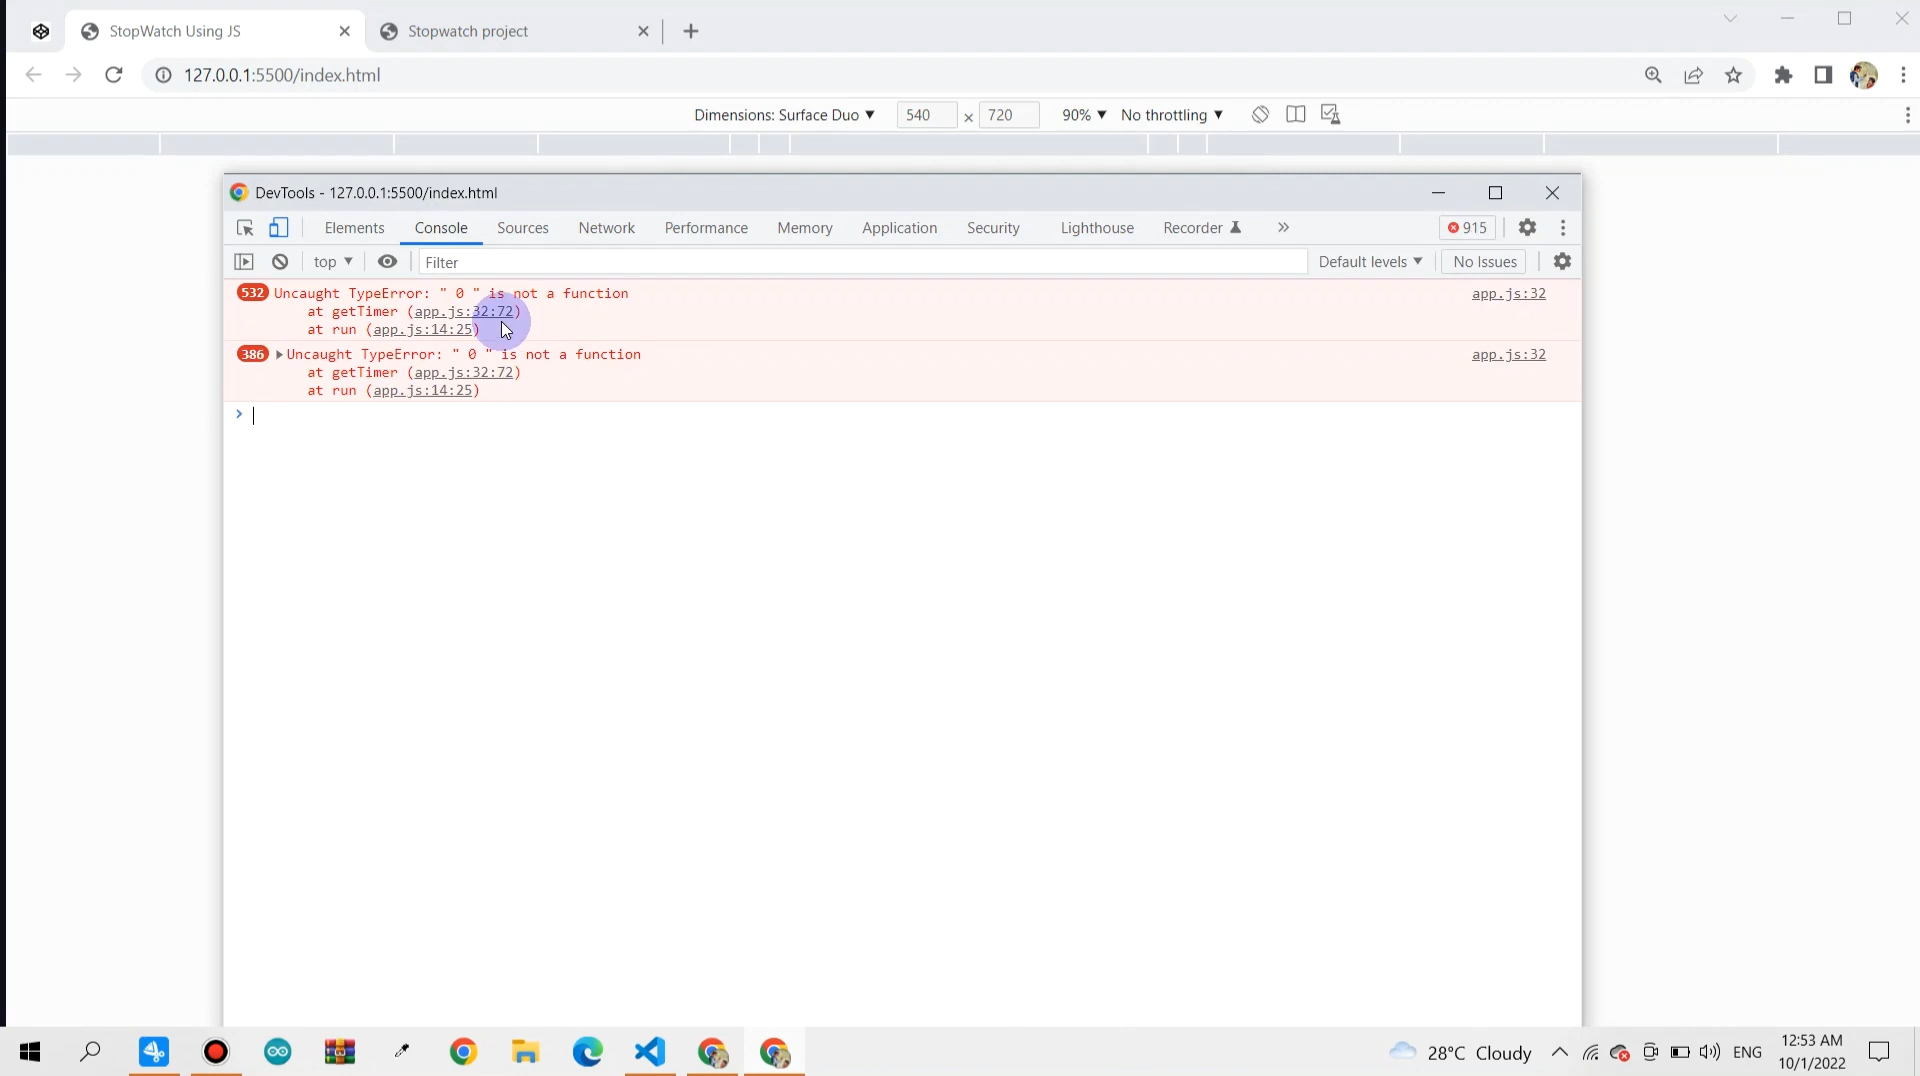 StopWatch Using JS
Stopwatch project
127.0.0.1:5500/index.html
Dimensions: Surface Duo 540 × 720 90% No throttling
DevTools - 127.0.0.1:5500/index.html
Elements Console Sources Network Performance Memory Application Security Lighthouse Recorder » 915
top Filter Default levels No Issues
532 Uncaught TypeError: " 0 " is not a function app.js:32
at getTimer (app.js:32:72)
at run (app.js:14:25)
386 Uncaught TypeError: " 0 " is not a function app.js:32
at getTimer (app.js:32:72)
at run (app.js:14:25)
28°C Cloudy ENG 12:53 AM
10/1/2022